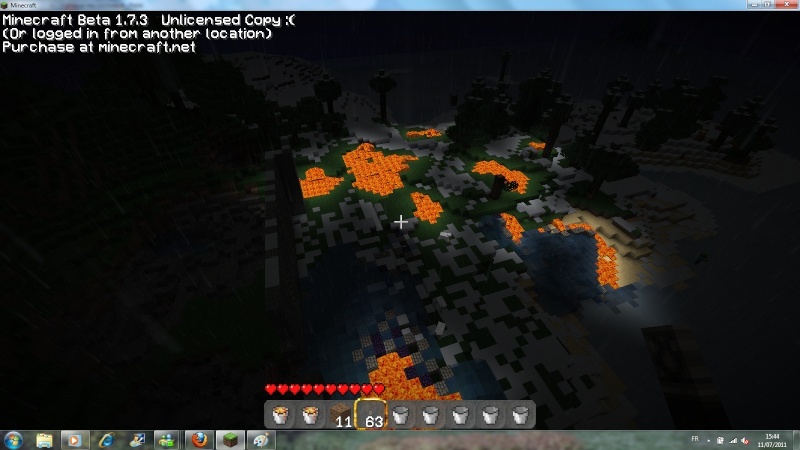 Minecraft
Minecraft Beta 1.7.3   Unlicensed Copy :(
(Or logged in from another location)
Purchase at minecraft.net
11 63
FR 15:44
11/07/2011